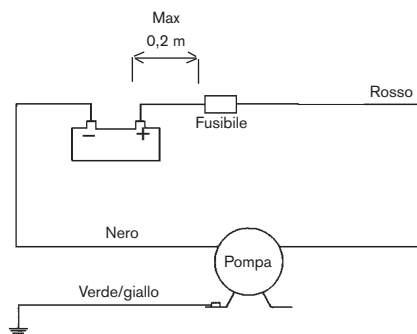 Max
0,2 m
Rosso
Fusibile
− +
Nero
Pompa
Verde/giallo